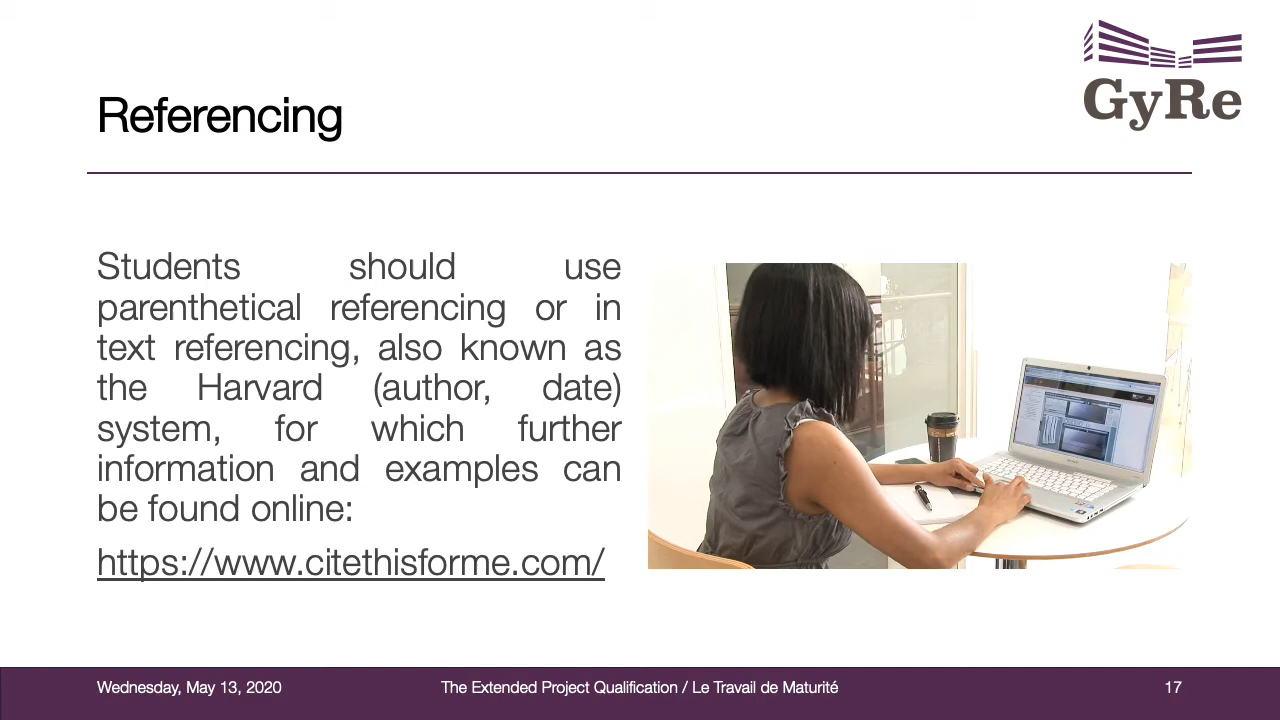 GyRe
Referencing
Students should use
parenthetical referencing or in
text referencing, also known as
the Harvard (author, date)
system, for which further
information and examples can
be found online:
https://www.citethisforme.com/
Wednesday, May 13, 2020
The Extended Project Qualification / Le Travail de Maturité
17